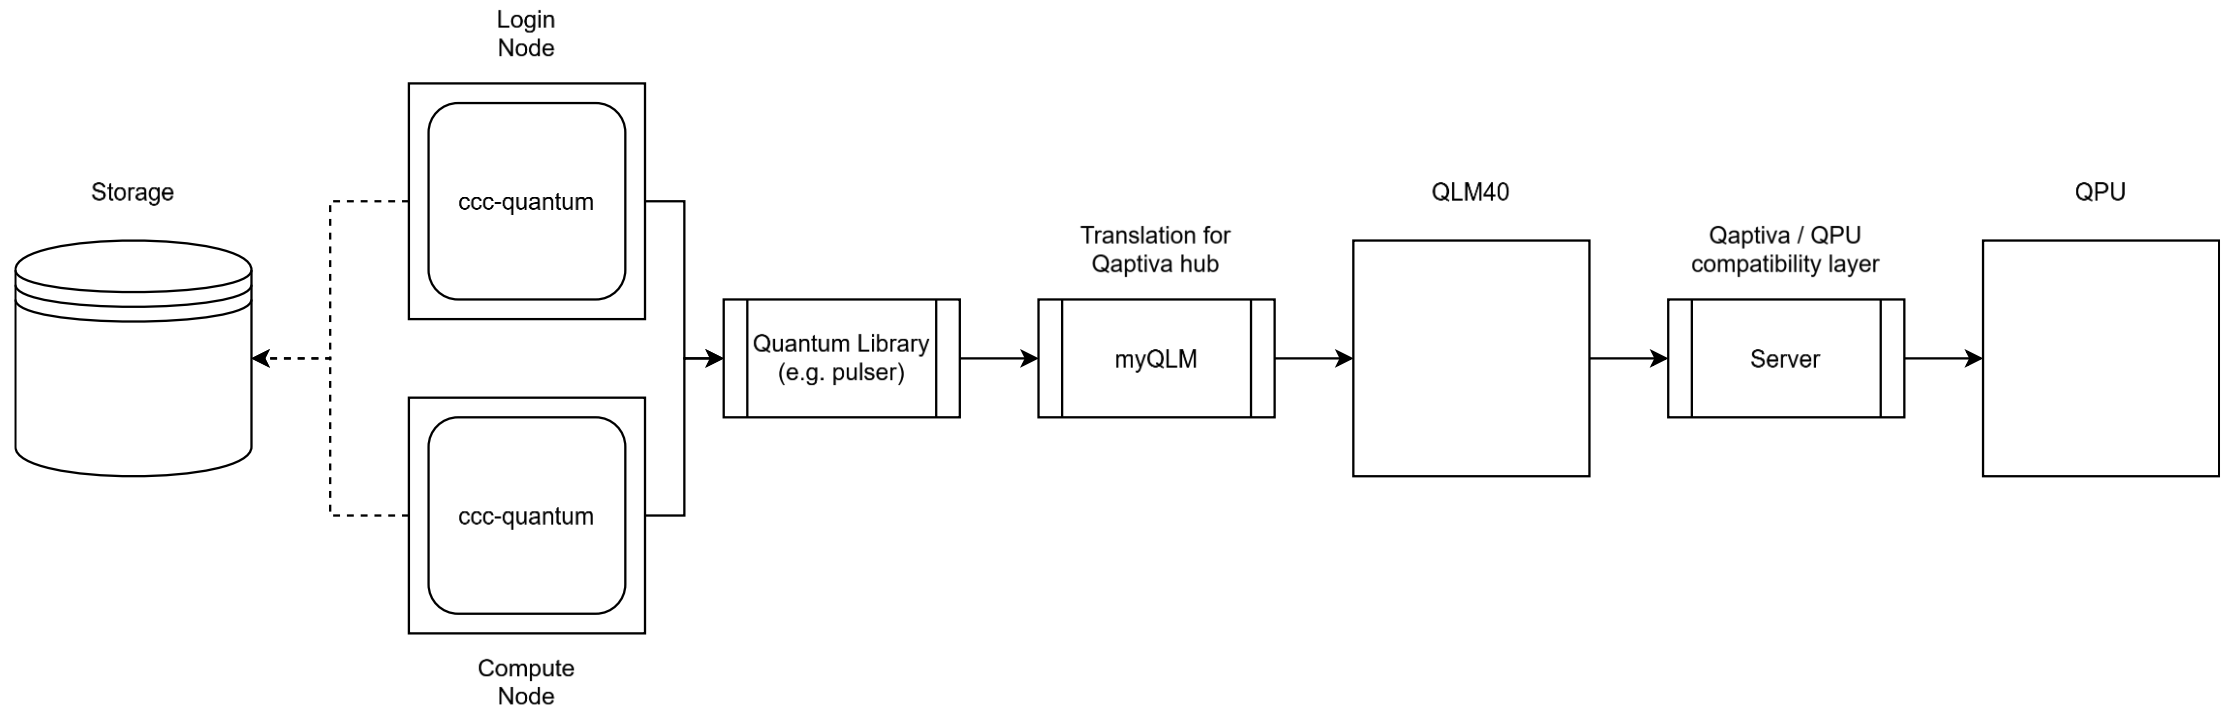 Login
Node
ccc-quantum
Storage
ccc-quantum
Compute
Node
Quantum Library
(e.g. pulser)
Translation for
Qaptiva hub
myQLM
QLM40
Qaptiva / QPU
compatibility layer
Server
QPU